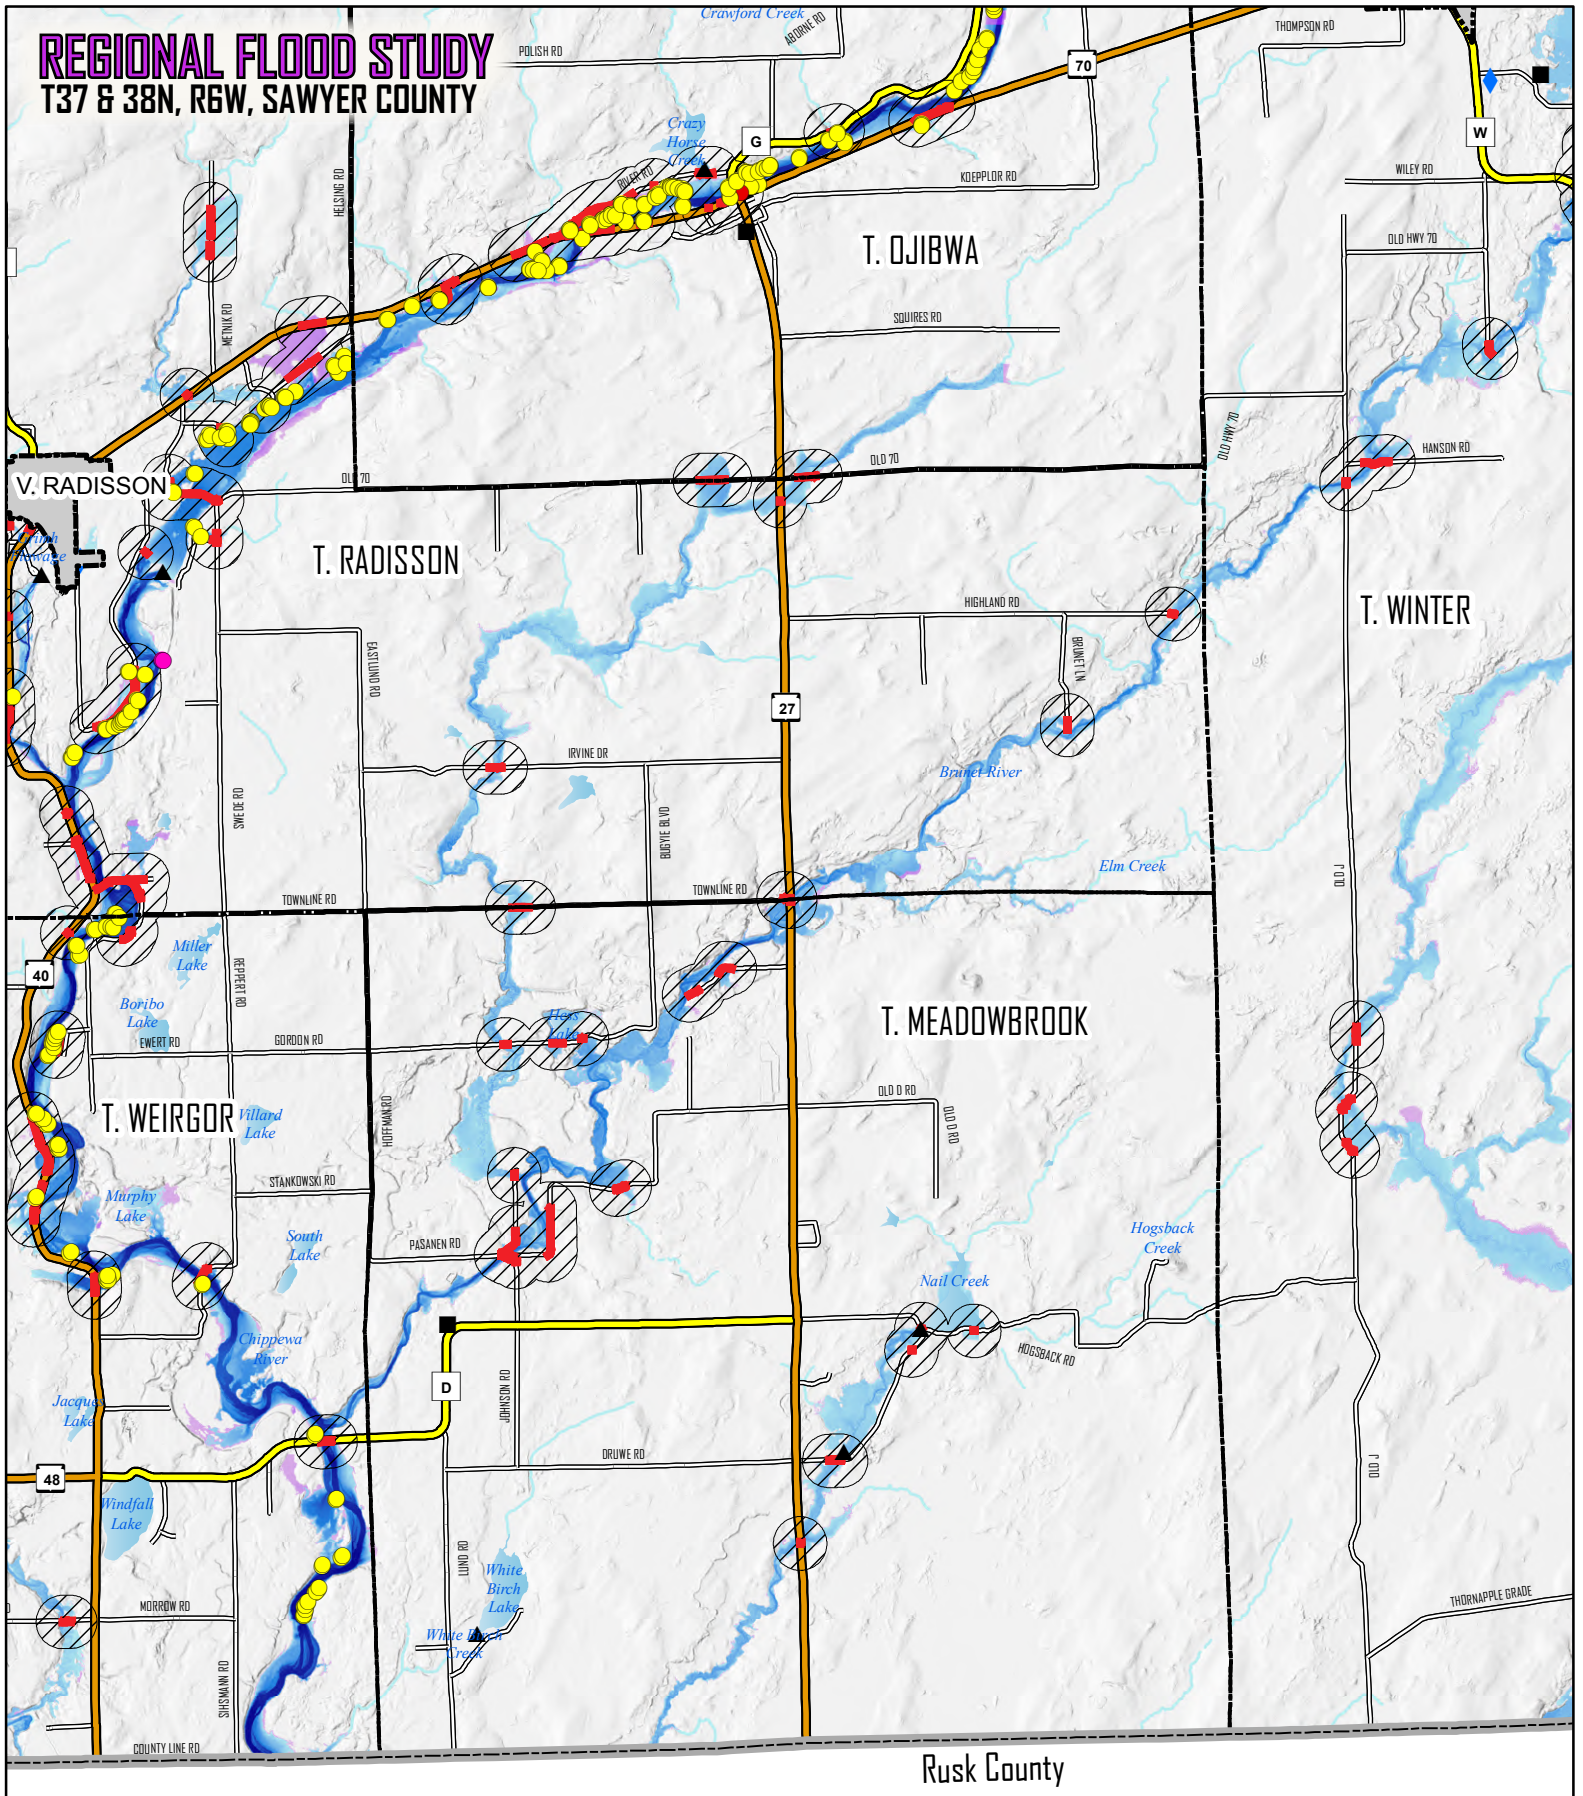 REGIONAL FLOOD STUDY
T37 & 38N, R6W, SAWYER COUNTY
Crawford Creek
ABORNE RD
POLISH RD
THOMPSON RD
70
W
G
Crazy
Horse
Creek
RIVER RD
HELSING RD
KOEPPLOR RD
WILEY RD
T. OJIBWA
OLD HWY 70
METNIK RD
SQUIRES RD
OLD HWY 70
HANSON RD
OLD 70
OLD 70
V. RADISSON
T. RADISSON
HIGHLAND RD
T. WINTER
BRUNET LN
EASTLUND RD
27
IRVINE DR
Brunet River
SWEDE RD
BUGYIE BLVD
Elm Creek
OLD J
TOWNLINE RD
TOWNLINE RD
Miller
Lake
40
REPPERT RD
Boribo
Lake
Hess
Lake
T. MEADOWBROOK
EWERT RD
GORDON RD
OLD D RD
OLD D RD
HOFFMAN RD
T. WEIRGOR
Villard
Lake
STANKOWSKI RD
Murphy
Lake
South
Lake
PASANEN RD
Hogsback
Creek
Nail Creek
Chippewa
River
HOGSBACK RD
D
JOHNSON RD
Jacques
Lake
DRUWE RD
OLD J
48
Windfall
Lake
LUND RD
White
Birch
Lake
MORROW RD
THORNAPPLE GRADE
White Birch
Creek
SIHSMANN RD
COUNTY LINE RD
Rusk County